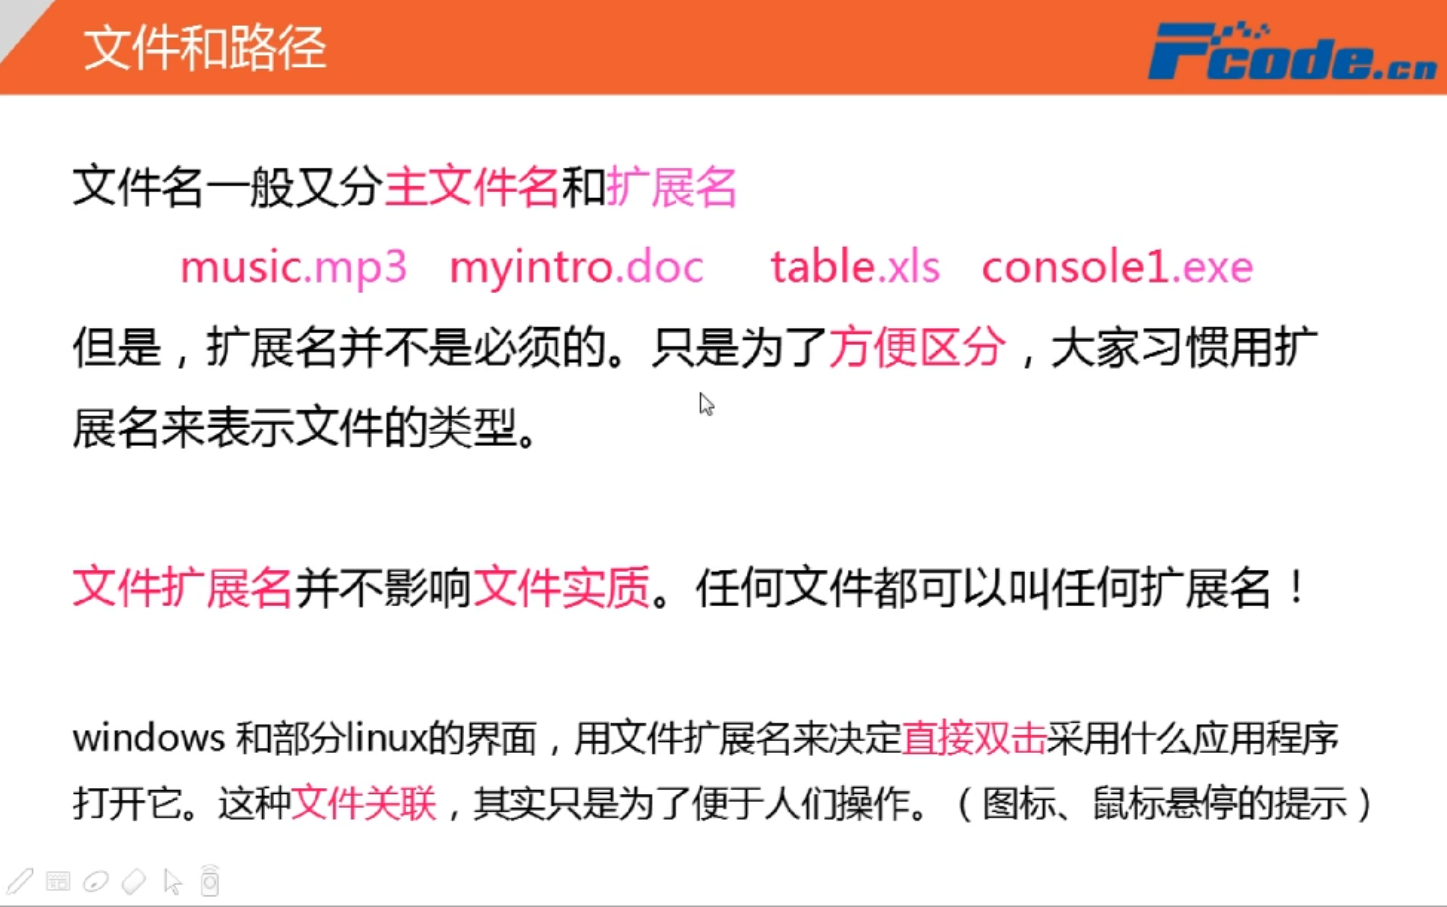 文件和路径
Fcode.cn
文件名一般又分主文件名和扩展名
music.mp3 myintro.doc table.xls console1.exe
但是，扩展名并不是必须的。只是为了方便区分，大家习惯用扩
展名来表示文件的类型。
文件扩展名并不影响文件实质。任何文件都可以叫任何扩展名！
windows 和部分linux的界面，用文件扩展名来决定直接双击采用什么应用程序
打开它。这种文件关联，其实只是为了便于人们操作。（图标、鼠标悬停的提示）